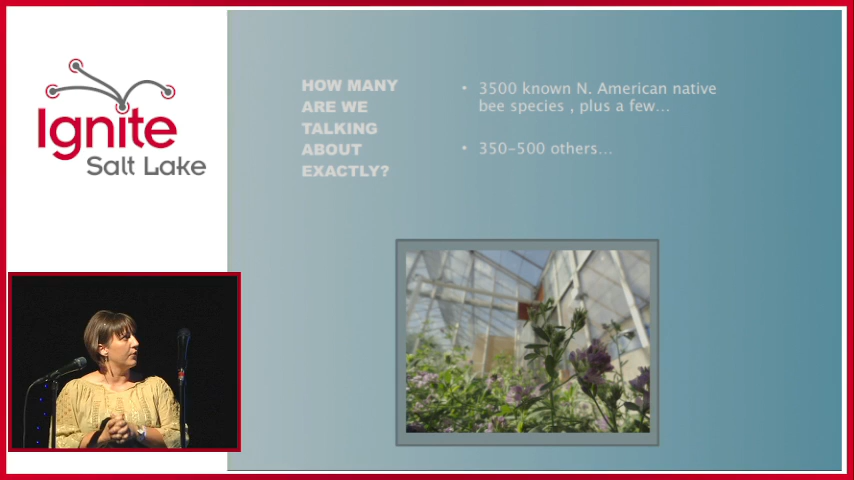 Ignite
Salt Lake
HOW MANY
ARE WE
TALKING
ABOUT
EXACTLY?
• 3500 known N. American native
bee species , plus a few...
• 350-500 others...